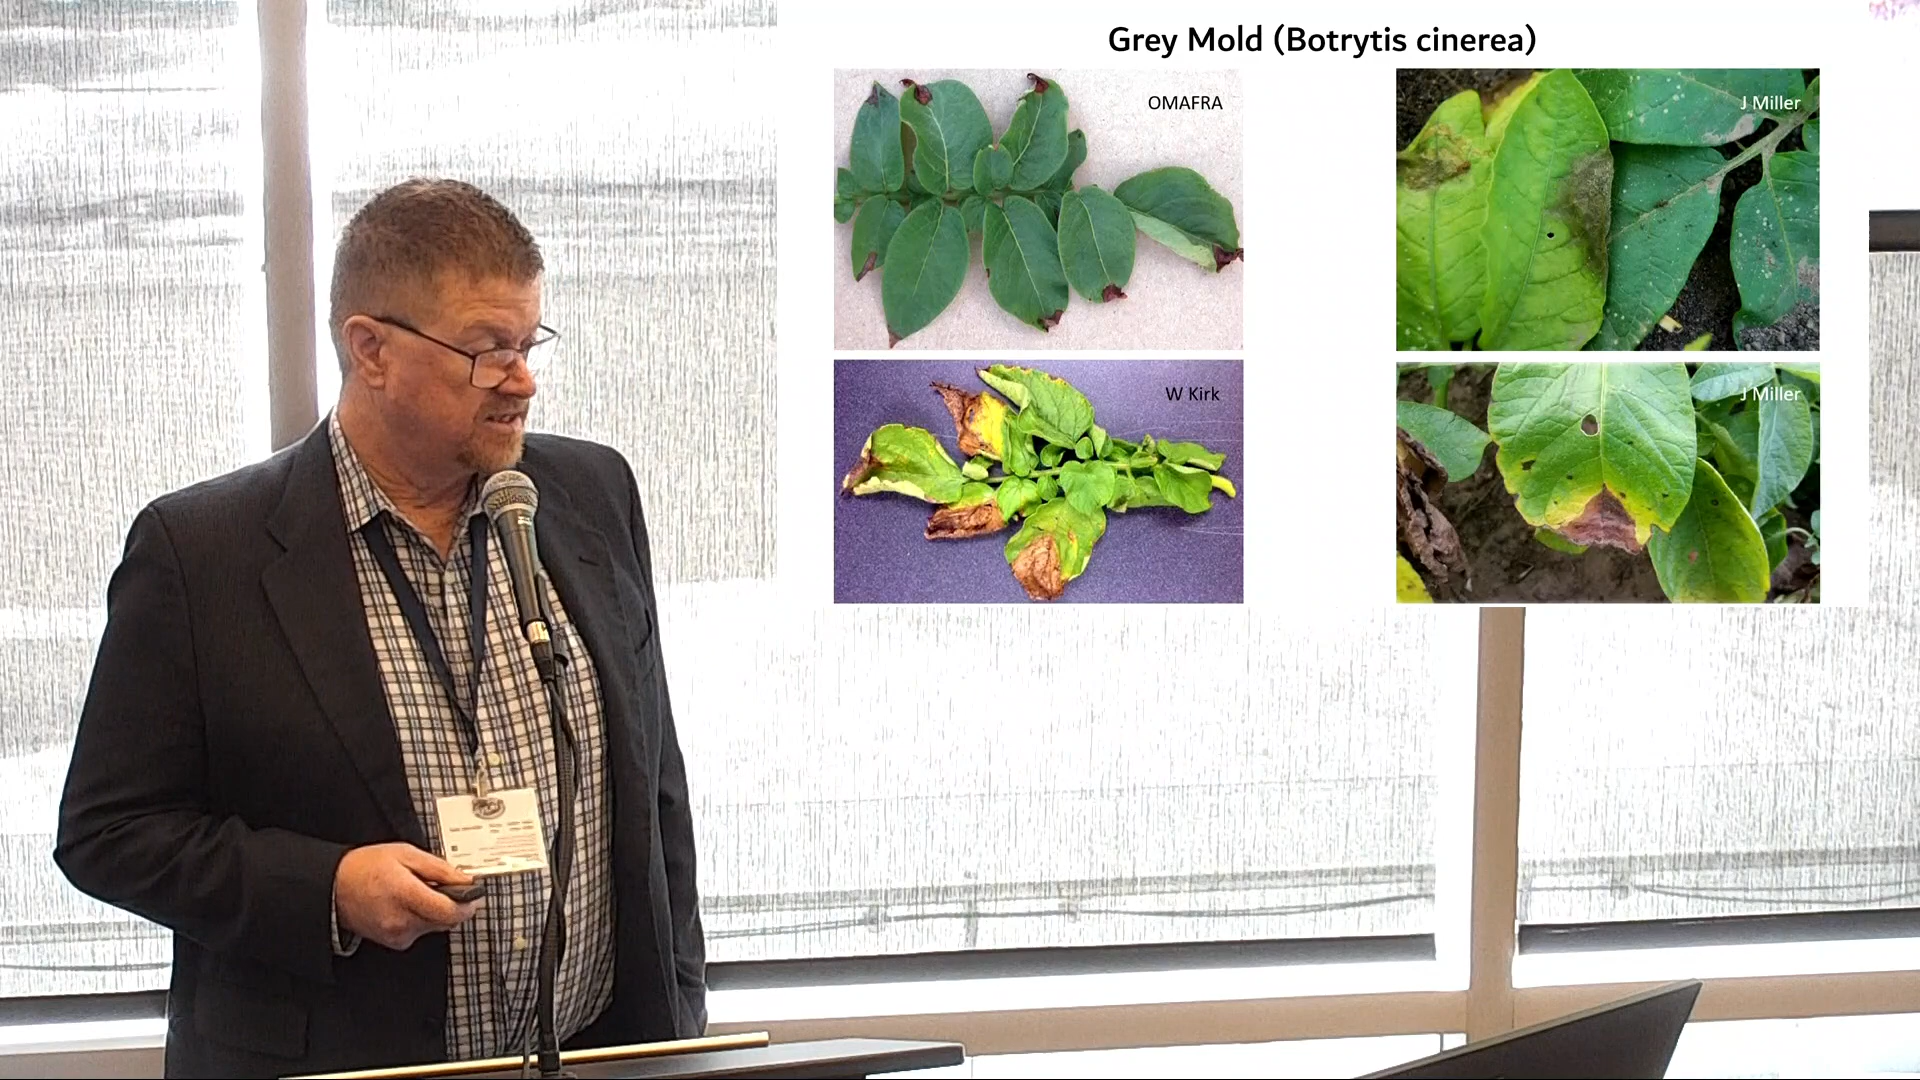 Grey Mold (Botrytis cinerea)
OMAFRA
J Miller
W Kirk
J Miller